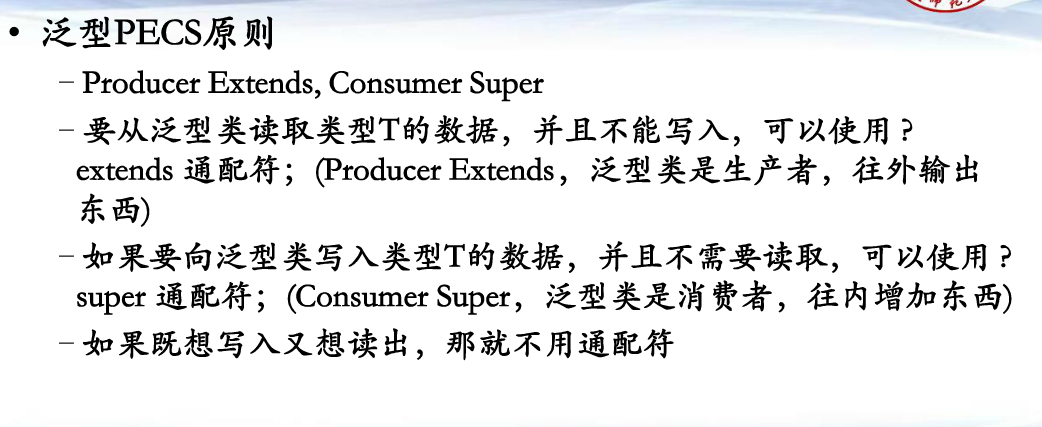 • 泛型PECS原则
– Producer Extends, Consumer Super
– 要从泛型类读取类型T的数据，并且不能写入，可以使用？
extends 通配符；(Producer Extends，泛型类是生产者，往外输出
东西)
– 如果要向泛型类写入类型T的数据，并且不需要读取，可以使用？
super 通配符；(Consumer Super，泛型类是消费者，往内增加东西)
– 如果既想写入又想读出，那就不用通配符